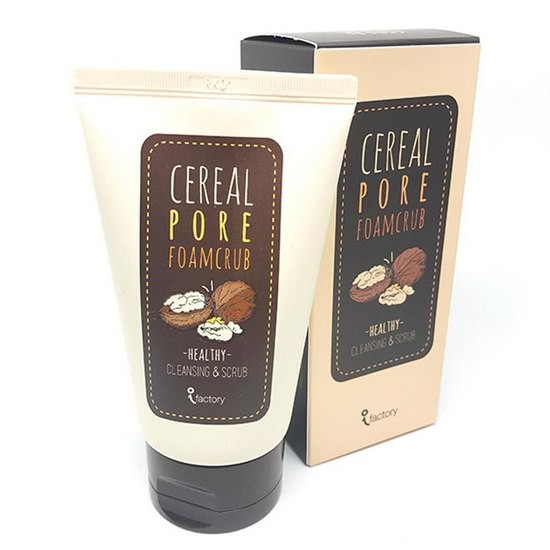 CEREAL
PORE
FOAMCRUB
-HEALTHY-
CLEANSING & SCRUB
factory
CEREAL
PORE
FOAMCRUB
-HEALTHY-
CLEANSING & SCRUB
factory